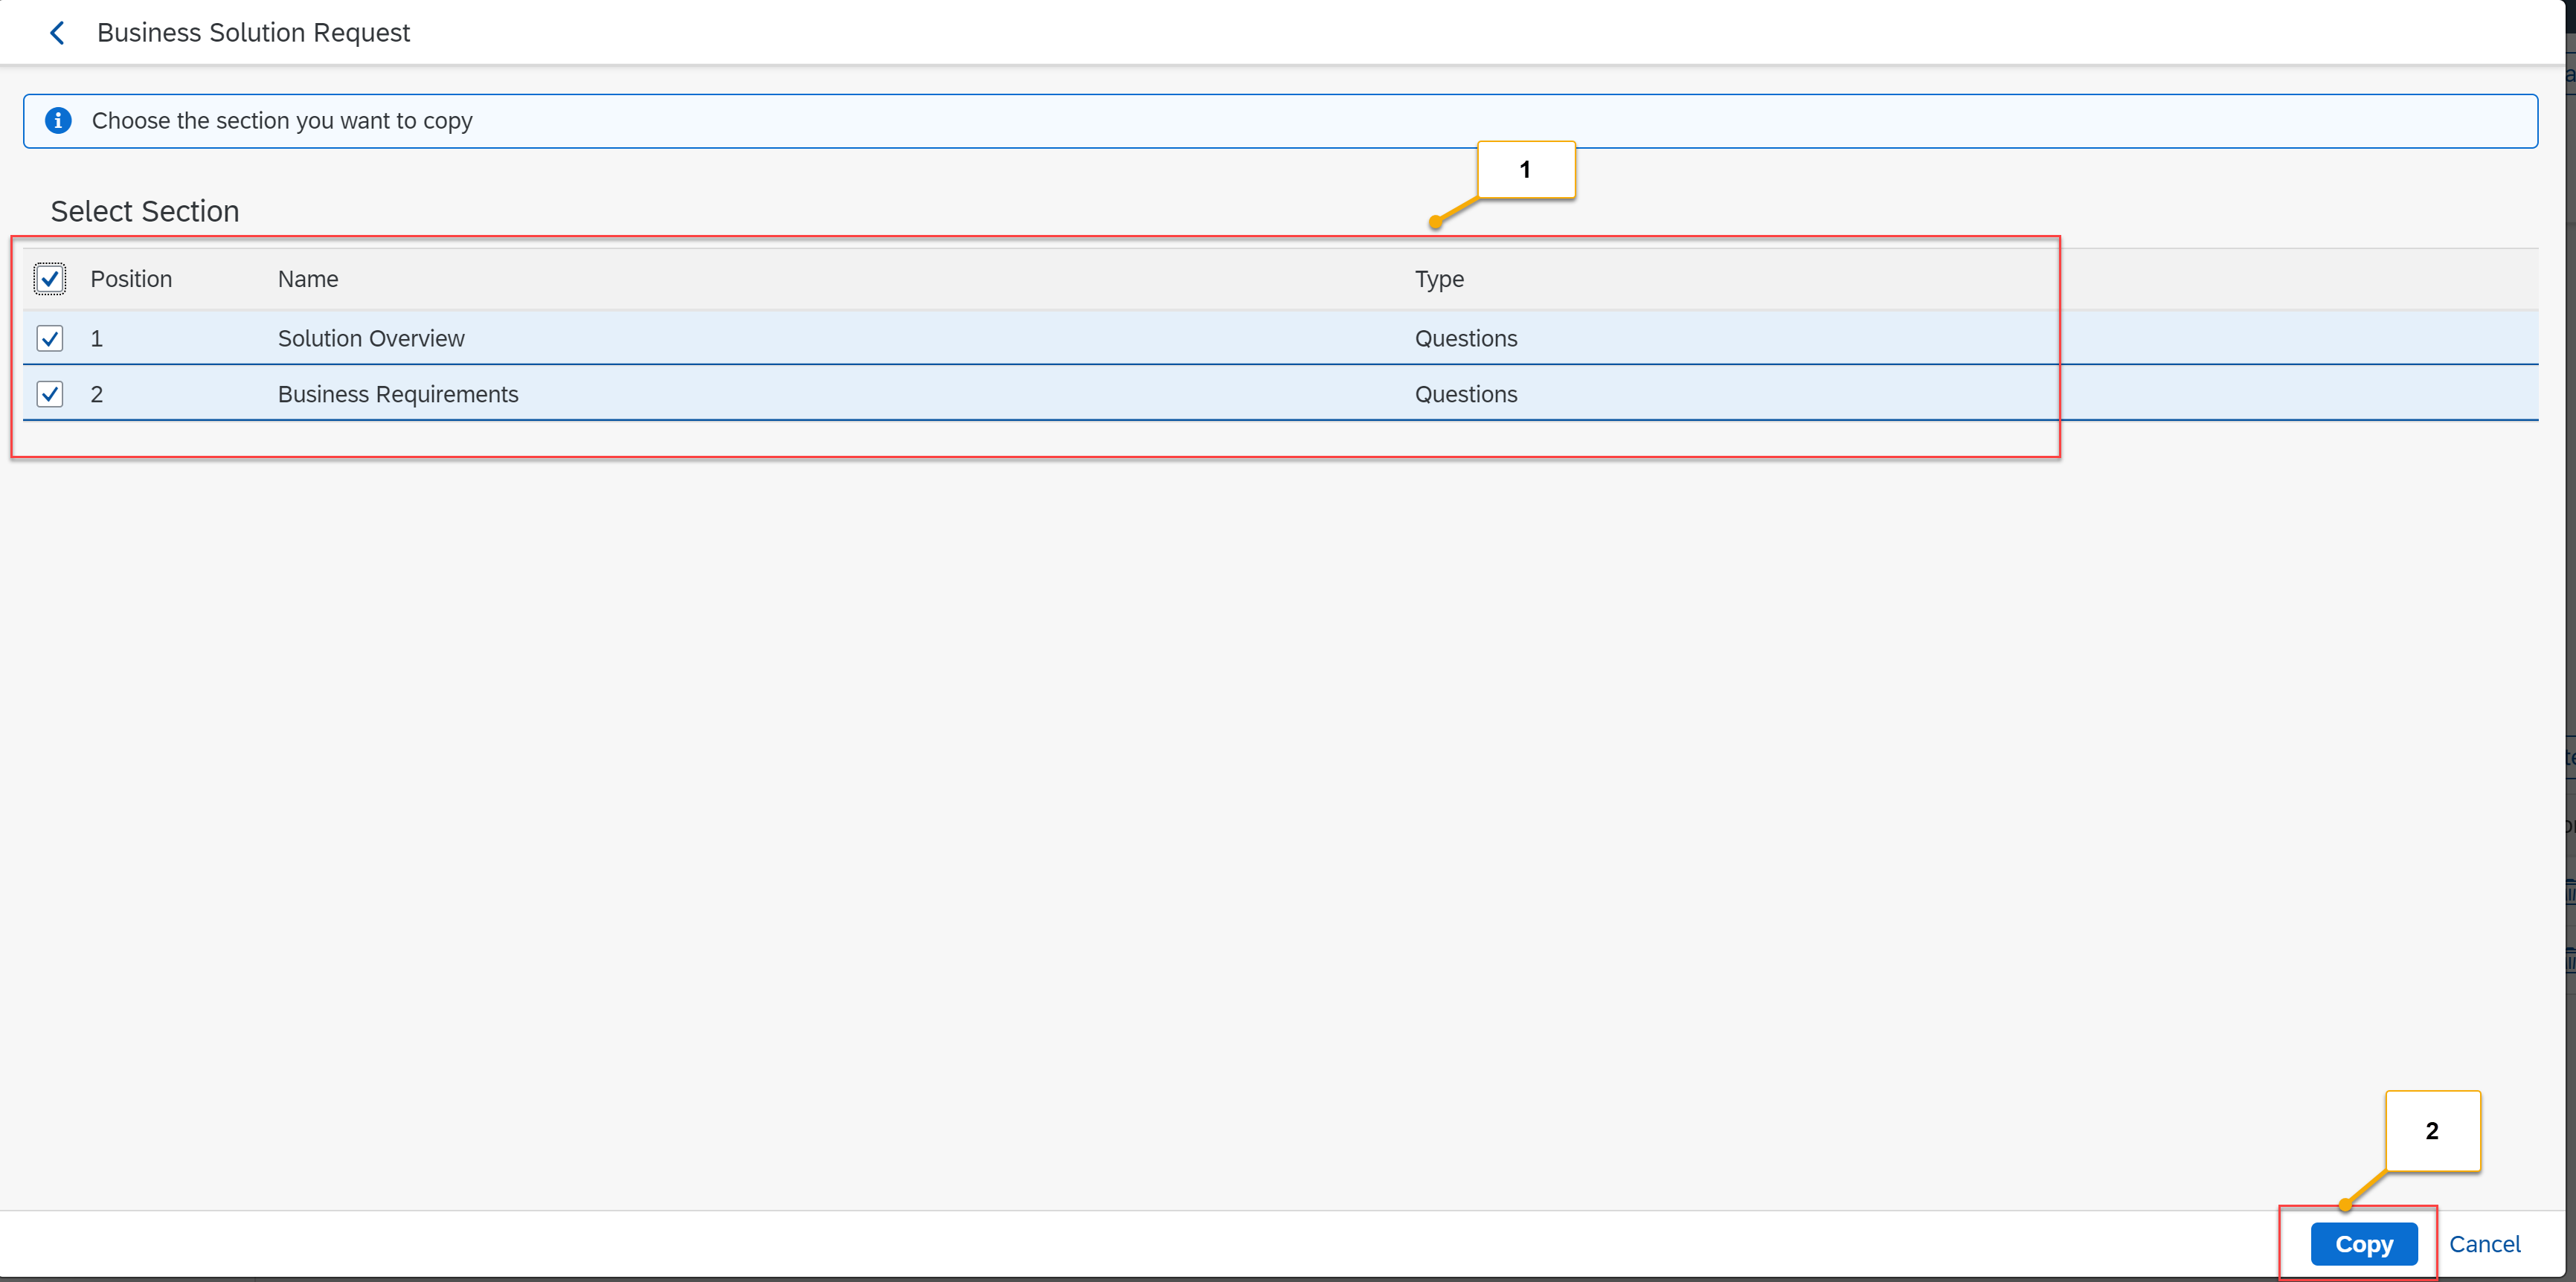 Business Solution Request
Choose the section you want to copy
1
Select Section
Position Name Type
1 Solution Overview Questions
2 Business Requirements Questions
2
Copy Cancel